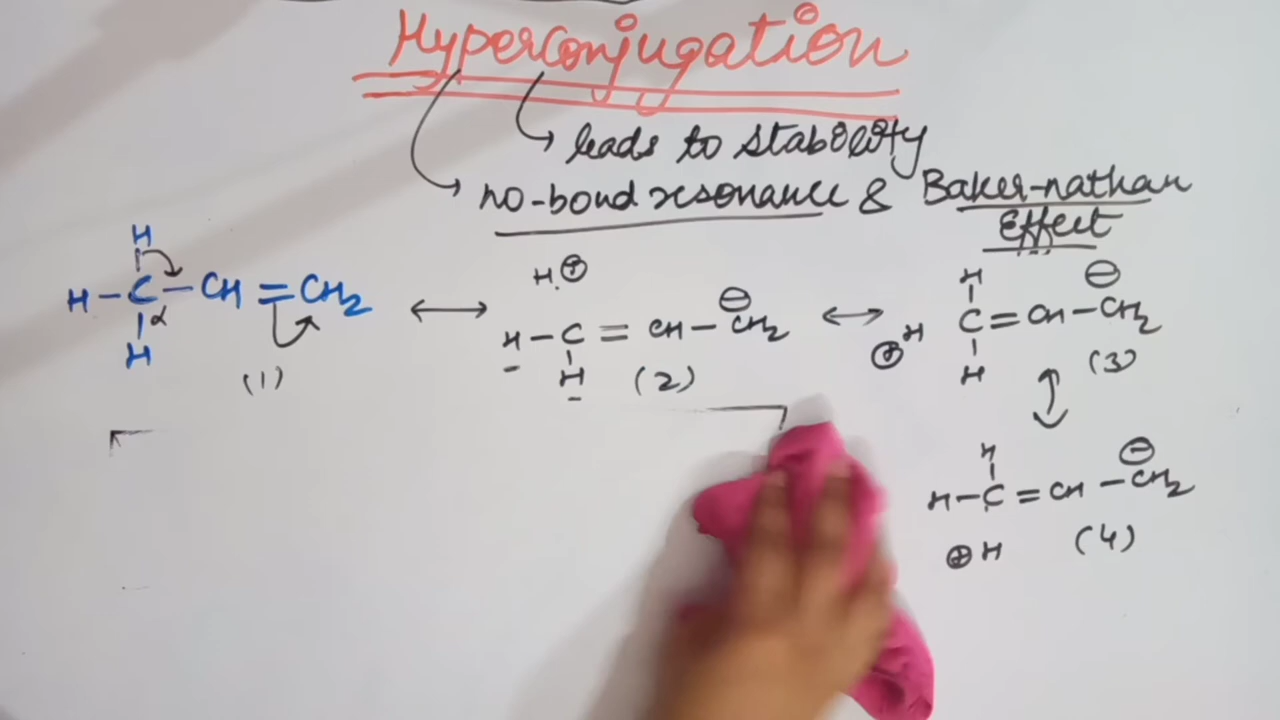 Hyperconjugation
leads to stability
no-bond resonance & Baker-nathan
Effect
H
H – C – CH = CH2
α
H
(1)
H ⊕
H – C = CH – CH2
⊖
H
(2)
H
H C = CH – CH2
⊕ ⊖
H
(3)
H
H – C = CH – CH2
⊖
⊕ H
(4)